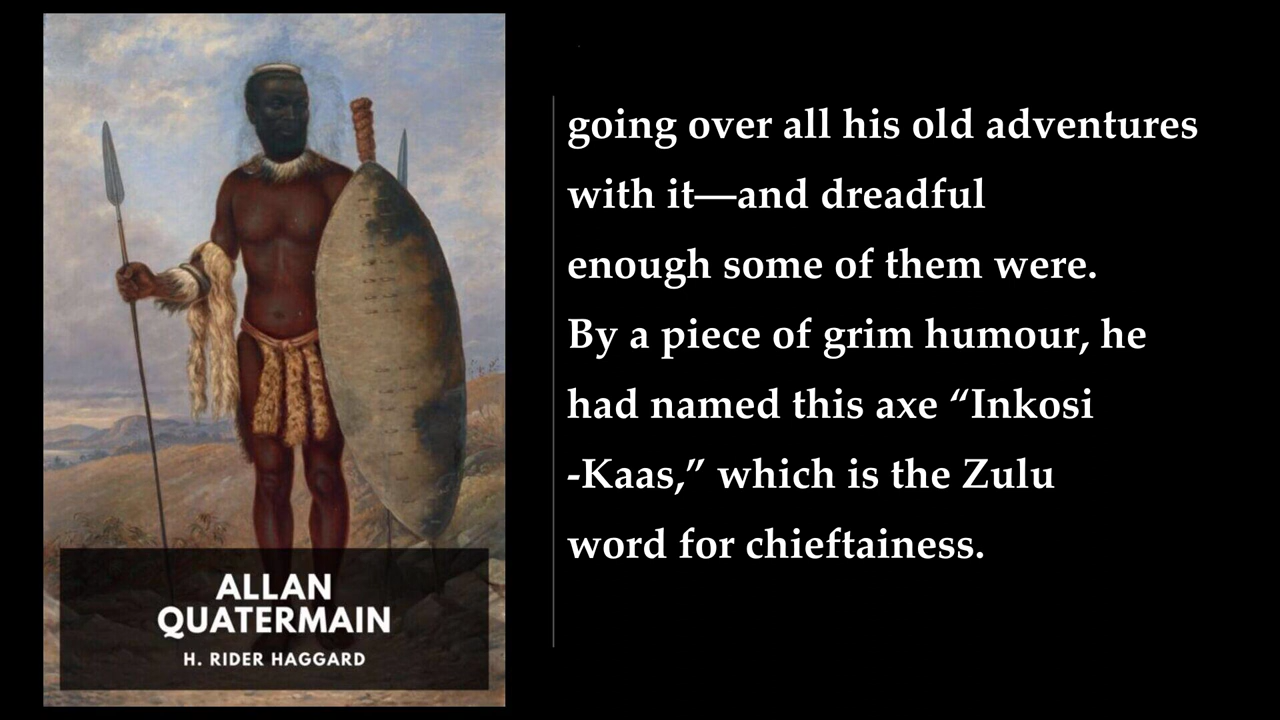 going over all his old adventures
with it—and dreadful
enough some of them were.
By a piece of grim humour, he
had named this axe “Inkosi
-Kaas,” which is the Zulu
word for chieftainess.
ALLAN
QUATERMAIN
H. RIDER HAGGARD